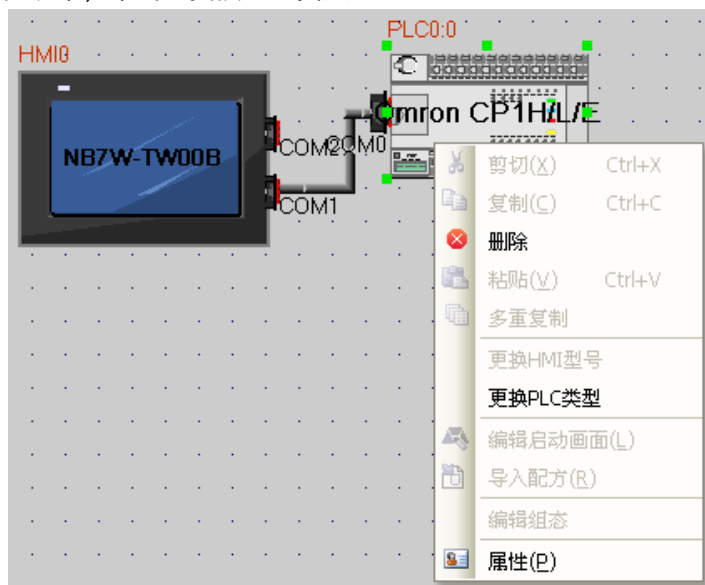 PLC0:0
HMI0
Omron CP1H/L/E
NB7W-TW00B
COM2
COM0
COM1
剪切(X) Ctrl+X
复制(C) Ctrl+C
删除
粘贴(V) Ctrl+V
多重复制
更换HMI型号
更换PLC类型
编辑启动画面(L)
导入配方(R)
编辑组态
属性(P)